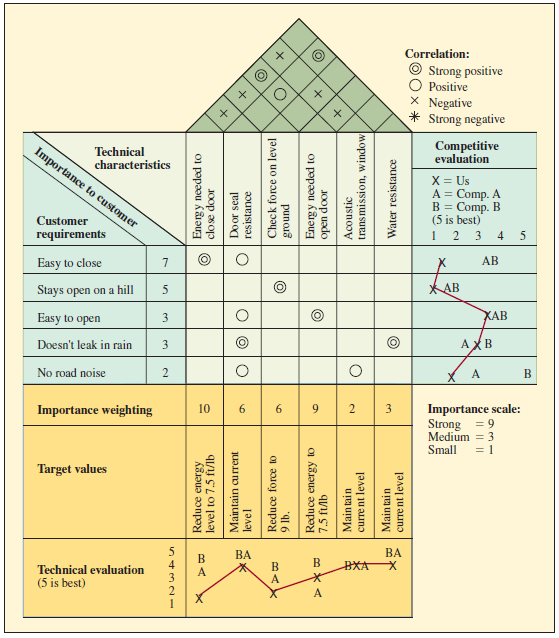 Correlation:
◎ Strong positive
○ Positive
× Negative
✳ Strong negative
Technical
characteristics
Importance to customer
Customer
requirements
Energy needed to
close door
Door seal
resistance
Check force on level
ground
Energy needed to
open door
Acoustic
transmission, window
Water resistance
Competitive
evaluation
X = Us
A = Comp. A
B = Comp. B
(5 is best)
1 2 3 4 5
Easy to close 7 X AB
Stays open on a hill 5 X AB
Easy to open 3 XAB
Doesn't leak in rain 3 A X B
No road noise 2 X A B
Importance weighting 10 6 6 9 2 3
Importance scale:
Strong = 9
Medium = 3
Small = 1
Target values
Reduce energy
level to 7.5 ft/lb
Maintain current
level
Reduce force to
9 lb.
Reduce energy to
7.5 ft/lb
Maintain
current level
Maintain
current level
Technical evaluation
(5 is best)
5
4
3
2
1
B
A
X
BA
X
B
A
X
B
X
A
BXA
BA
X